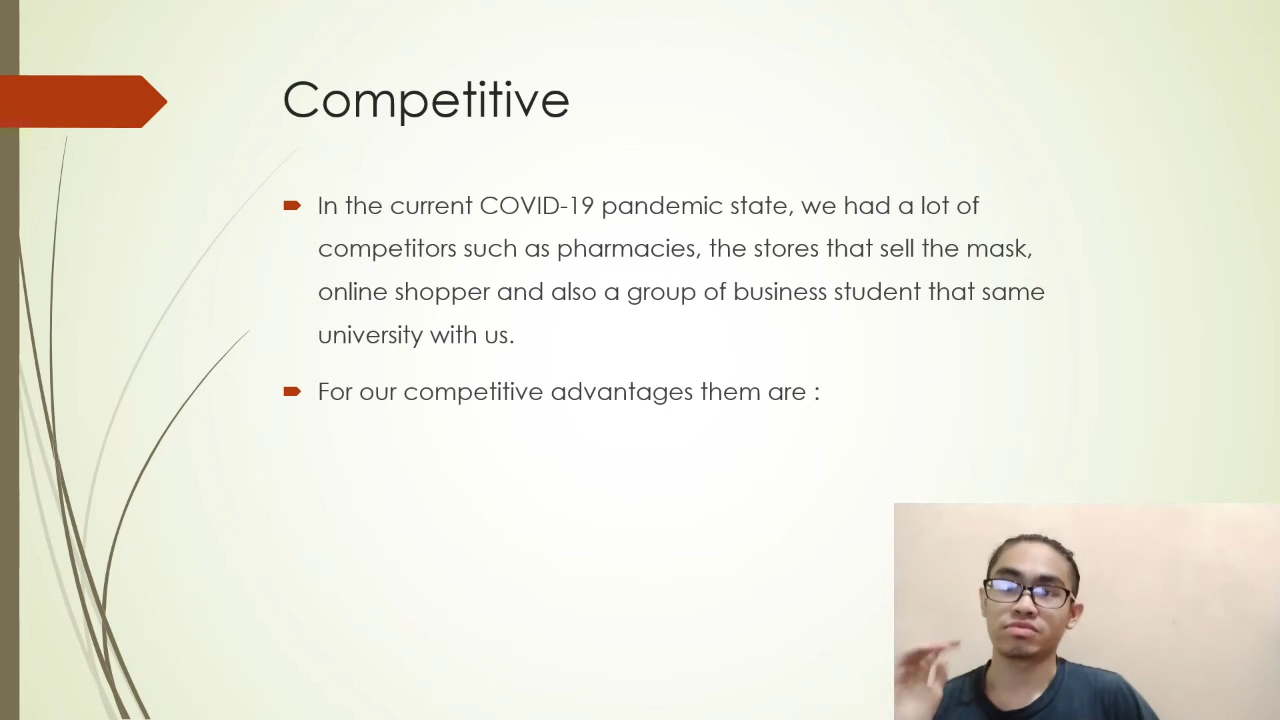 Competitive
In the current COVID-19 pandemic state, we had a lot of
competitors such as pharmacies, the stores that sell the mask,
online shopper and also a group of business student that same
university with us.
For our competitive advantages them are :